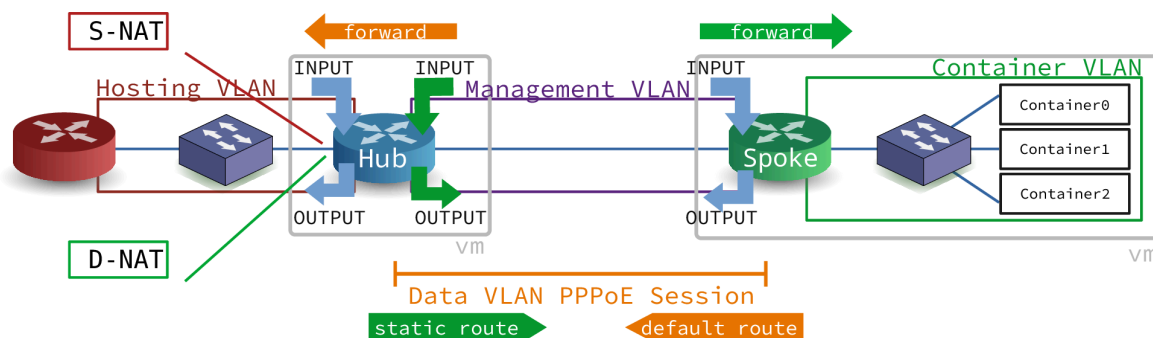 S-NAT
forward
forward
INPUT
INPUT
INPUT
Container VLAN
Hosting VLAN
Management VLAN
Container0
Hub
Spoke
Container1
Container2
OUTPUT
OUTPUT
OUTPUT
D-NAT
vm
vm
Data VLAN PPPoE Session
static route
default route